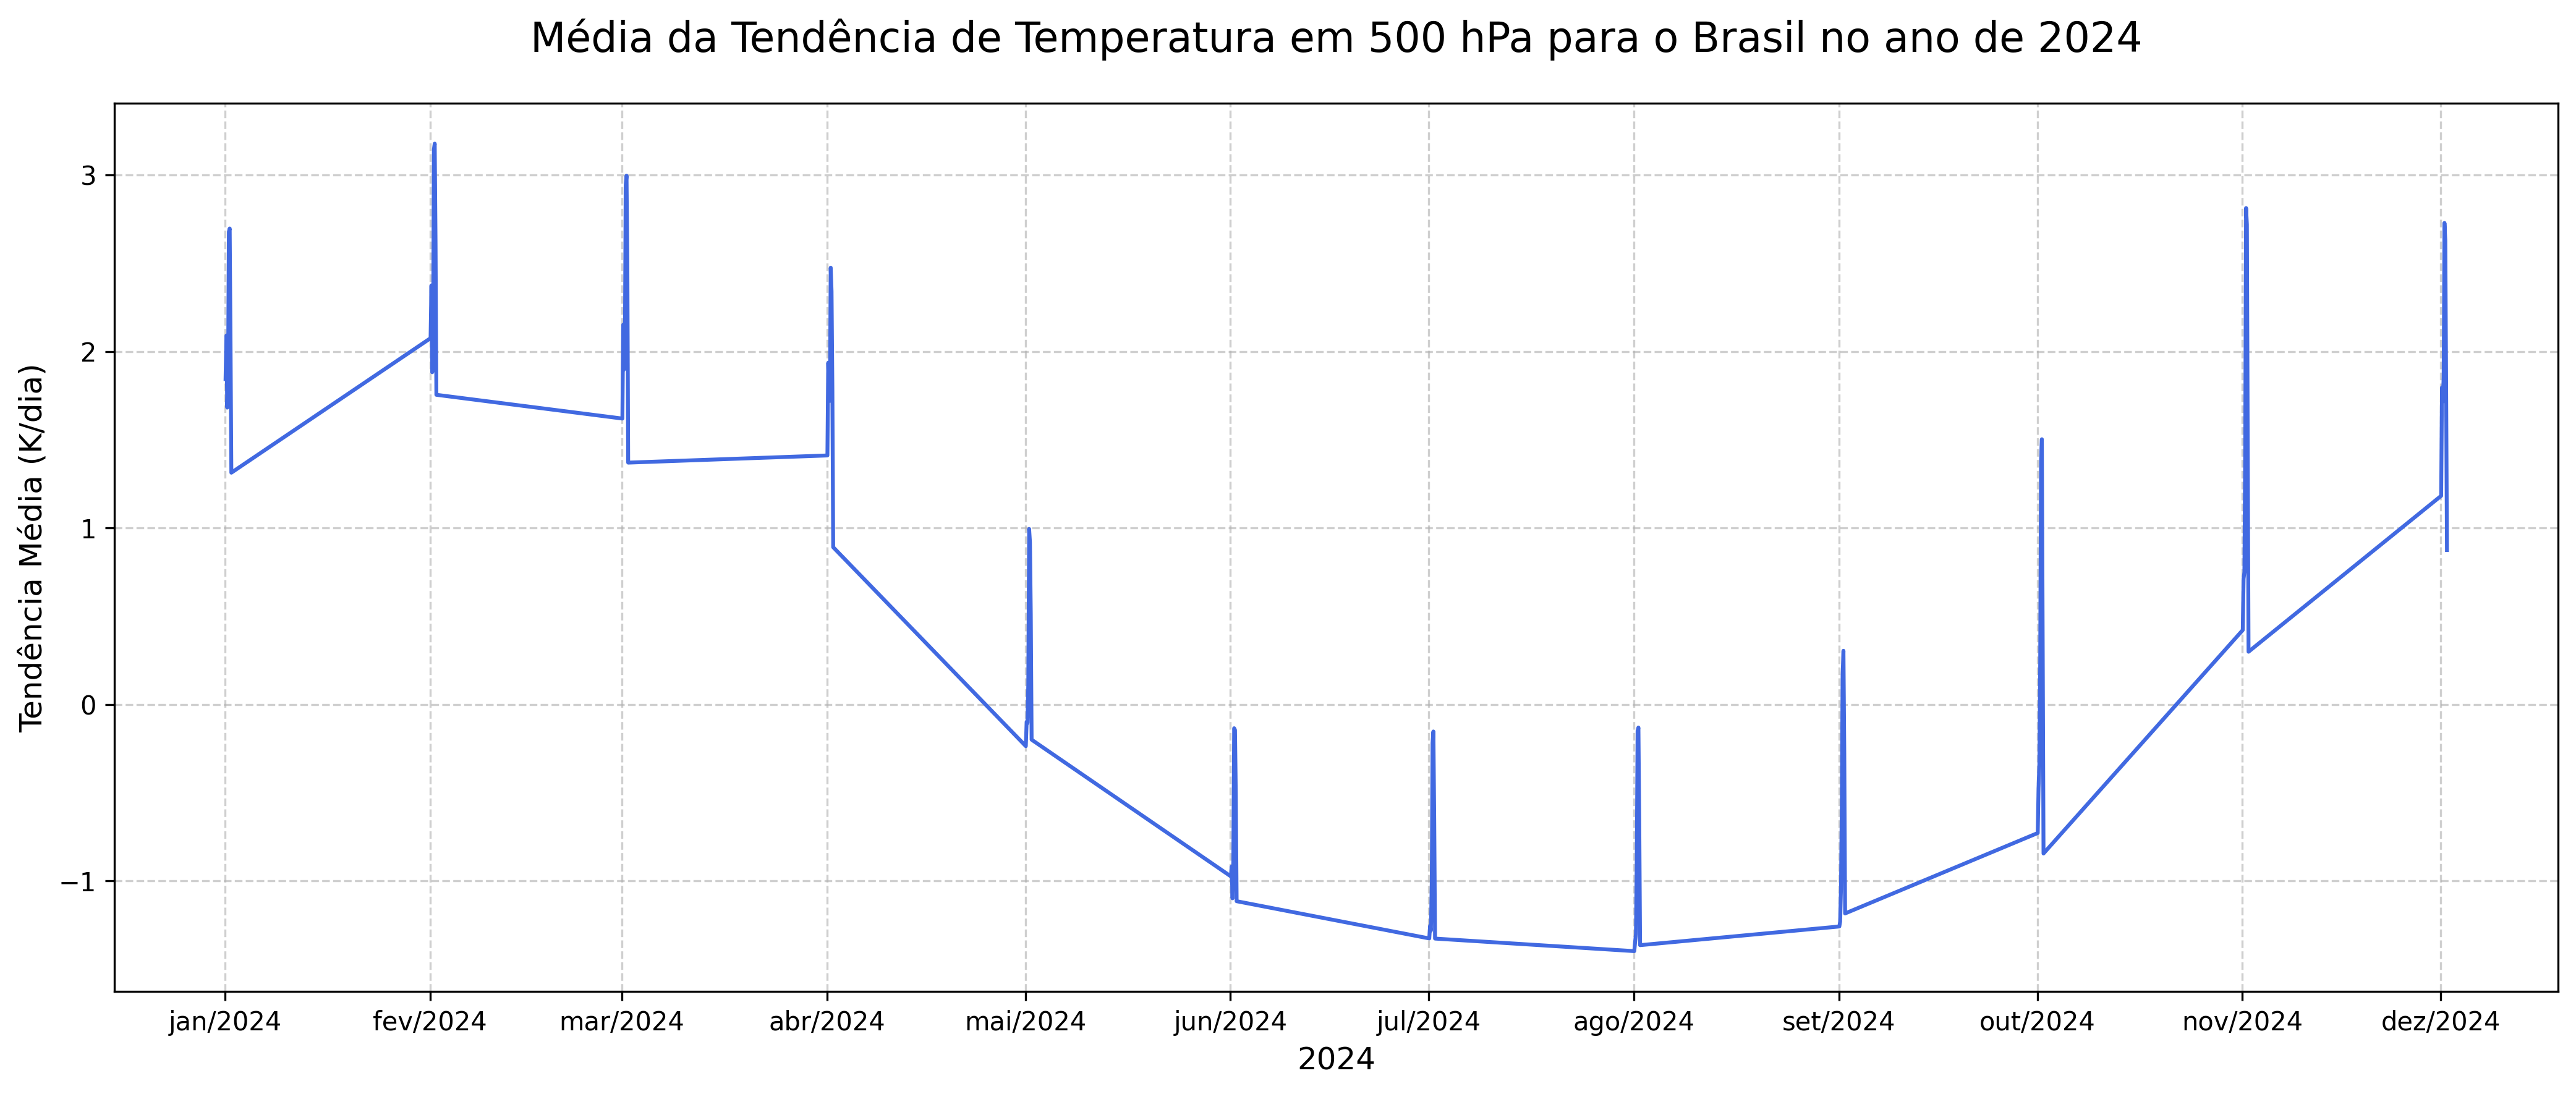 Média da Tendência de Temperatura em 500 hPa para o Brasil no ano de 2024
Tendência Média (K/dia)
3
2
1
0
−1
jan/2024 fev/2024 mar/2024 abr/2024 mai/2024 jun/2024 jul/2024 ago/2024 set/2024 out/2024 nov/2024 dez/2024
2024